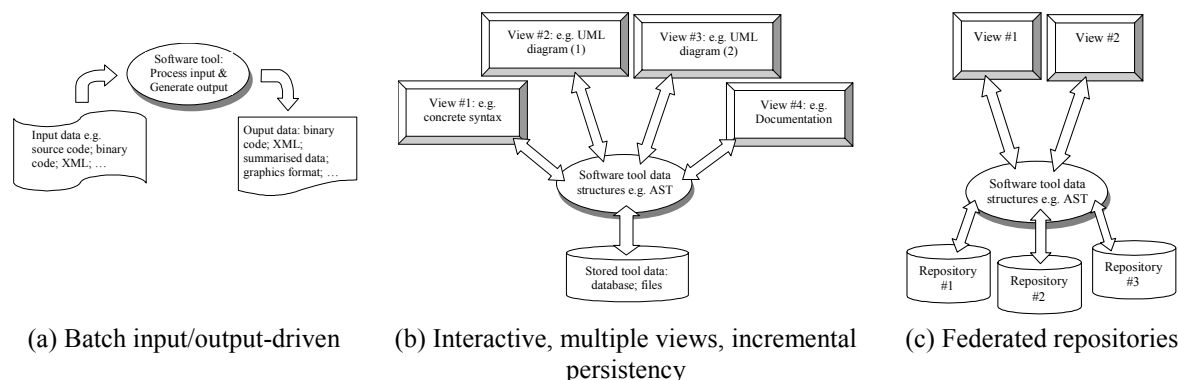 Software tool:
Process input &
Generate output
Input data e.g.
source code; binary
code; XML; …
Ouput data: binary
code; XML;
summarised data;
graphics format; …
(a) Batch input/output-driven
View #2: e.g. UML
diagram (1)
View #3: e.g. UML
diagram (2)
View #1: e.g.
concrete syntax
View #4: e.g.
Documentation
Software tool data
structures e.g. AST
Stored tool data:
database; files
(b) Interactive, multiple views, incremental
persistency
View #1
View #2
Software tool data
structures e.g. AST
Repository
#1
Repository
#2
Repository
#3
(c) Federated repositories